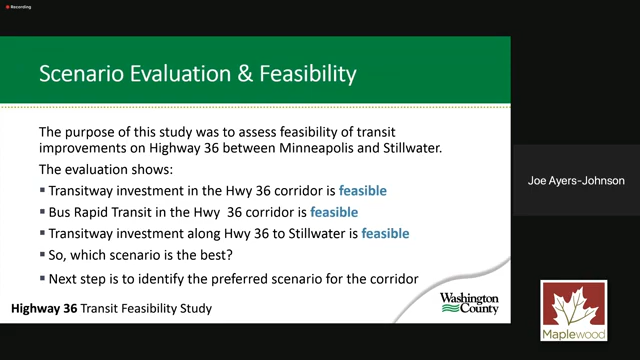 Recording
Scenario Evaluation & Feasibility
The purpose of this study was to assess feasibility of transit
improvements on Highway 36 between Minneapolis and Stillwater.
The evaluation shows:
▪ Transitway investment in the Hwy 36 corridor is feasible
▪ Bus Rapid Transit in the Hwy 36 corridor is feasible
▪ Transitway investment along Hwy 36 to Stillwater is feasible
▪ So, which scenario is the best?
▪ Next step is to identify the preferred scenario for the corridor
Highway 36 Transit Feasibility Study
Washington
County
Joe Ayers-Johnson
Maplewood